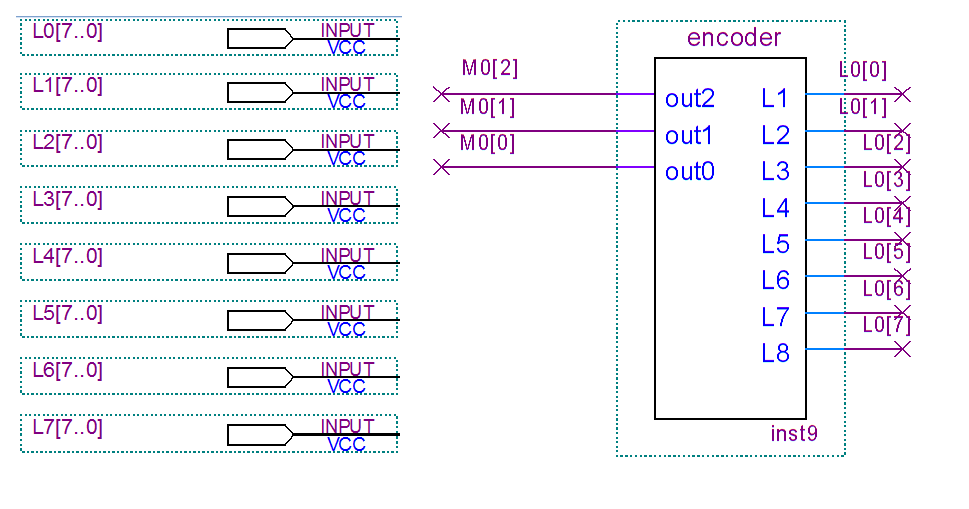 L0[7..0] INPUT
VCC
L1[7..0] INPUT
VCC
L2[7..0] INPUT
VCC
L3[7..0] INPUT
VCC
L4[7..0] INPUT
VCC
L5[7..0] INPUT
VCC
L6[7..0] INPUT
VCC
L7[7..0] INPUT
VCC
encoder
M0[2]
M0[1]
M0[0]
out2
out1
out0
L1
L2
L3
L4
L5
L6
L7
L8
L0[0]
L0[1]
L0[2]
L0[3]
L0[4]
L0[5]
L0[6]
L0[7]
inst9